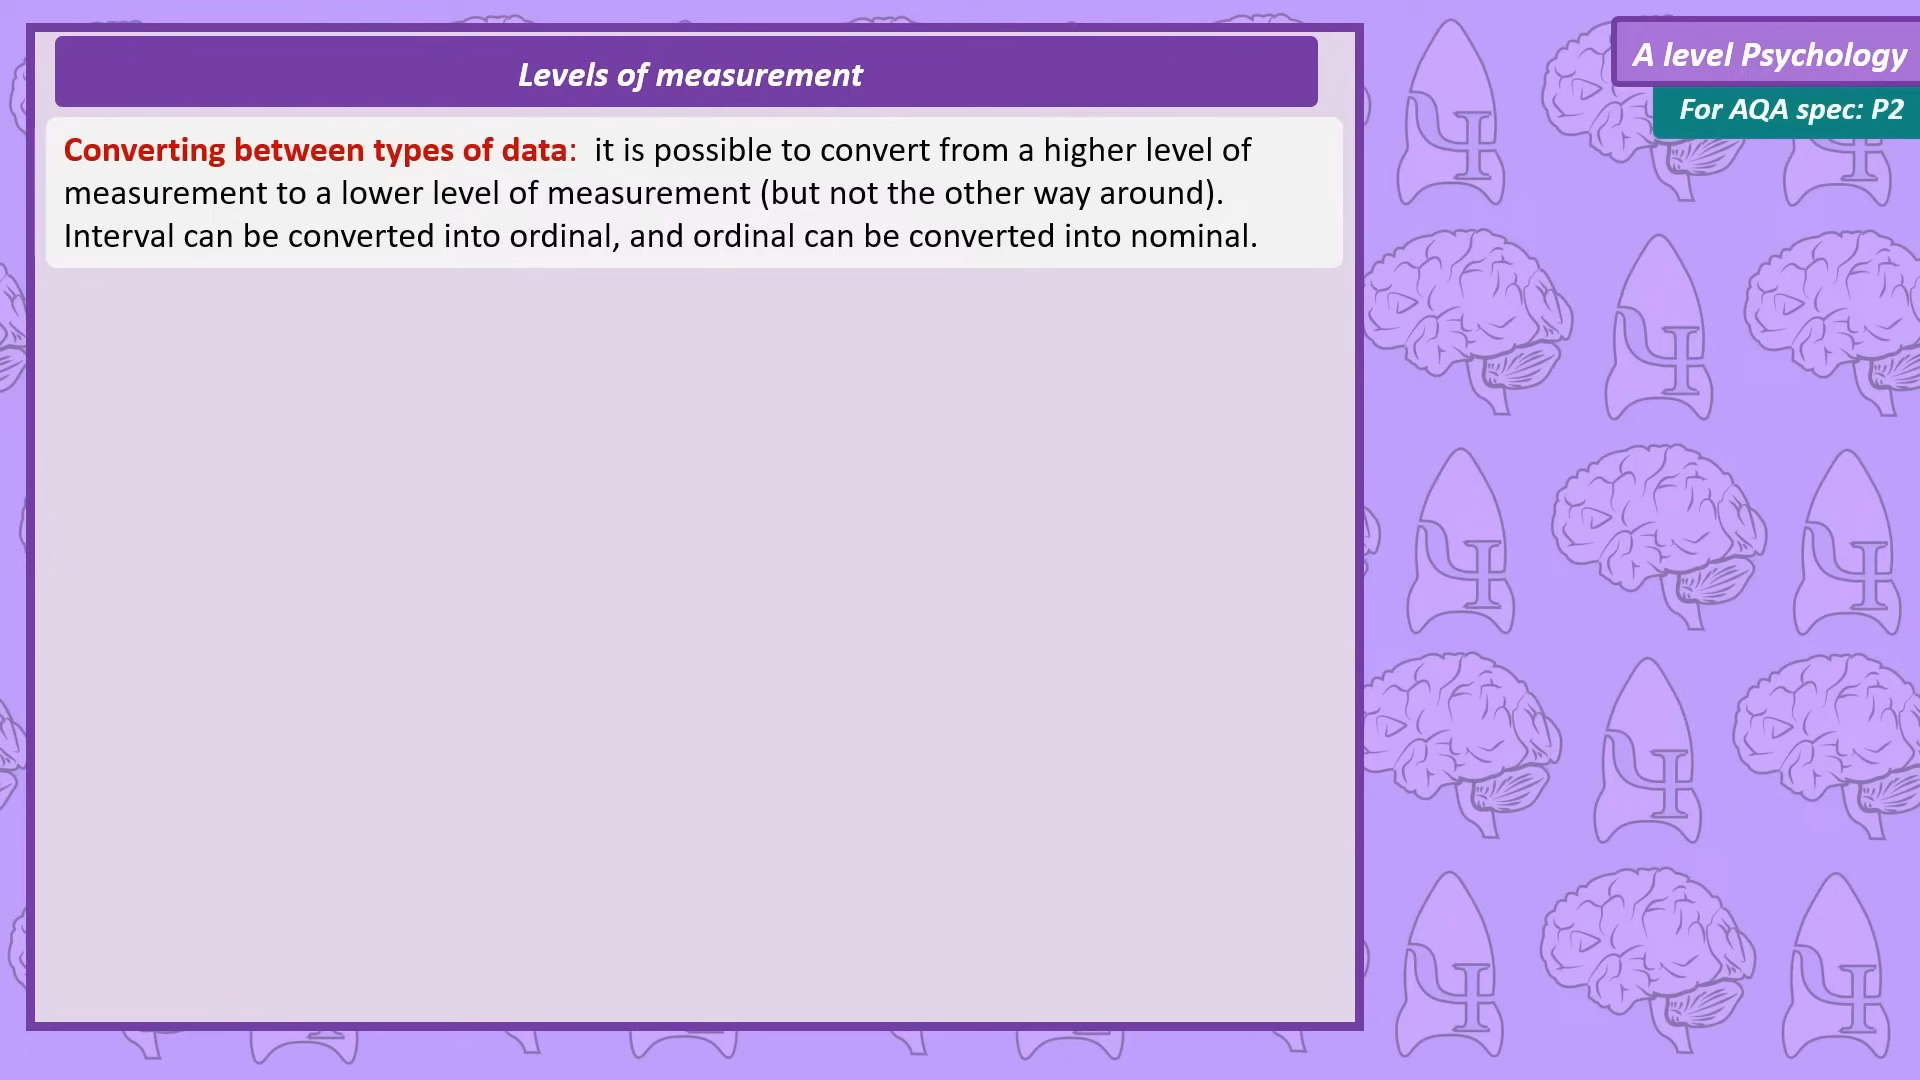 Levels of measurement
A level Psychology
For AQA spec: P2
Converting between types of data:  it is possible to convert from a higher level of
measurement to a lower level of measurement (but not the other way around).
Interval can be converted into ordinal, and ordinal can be converted into nominal.